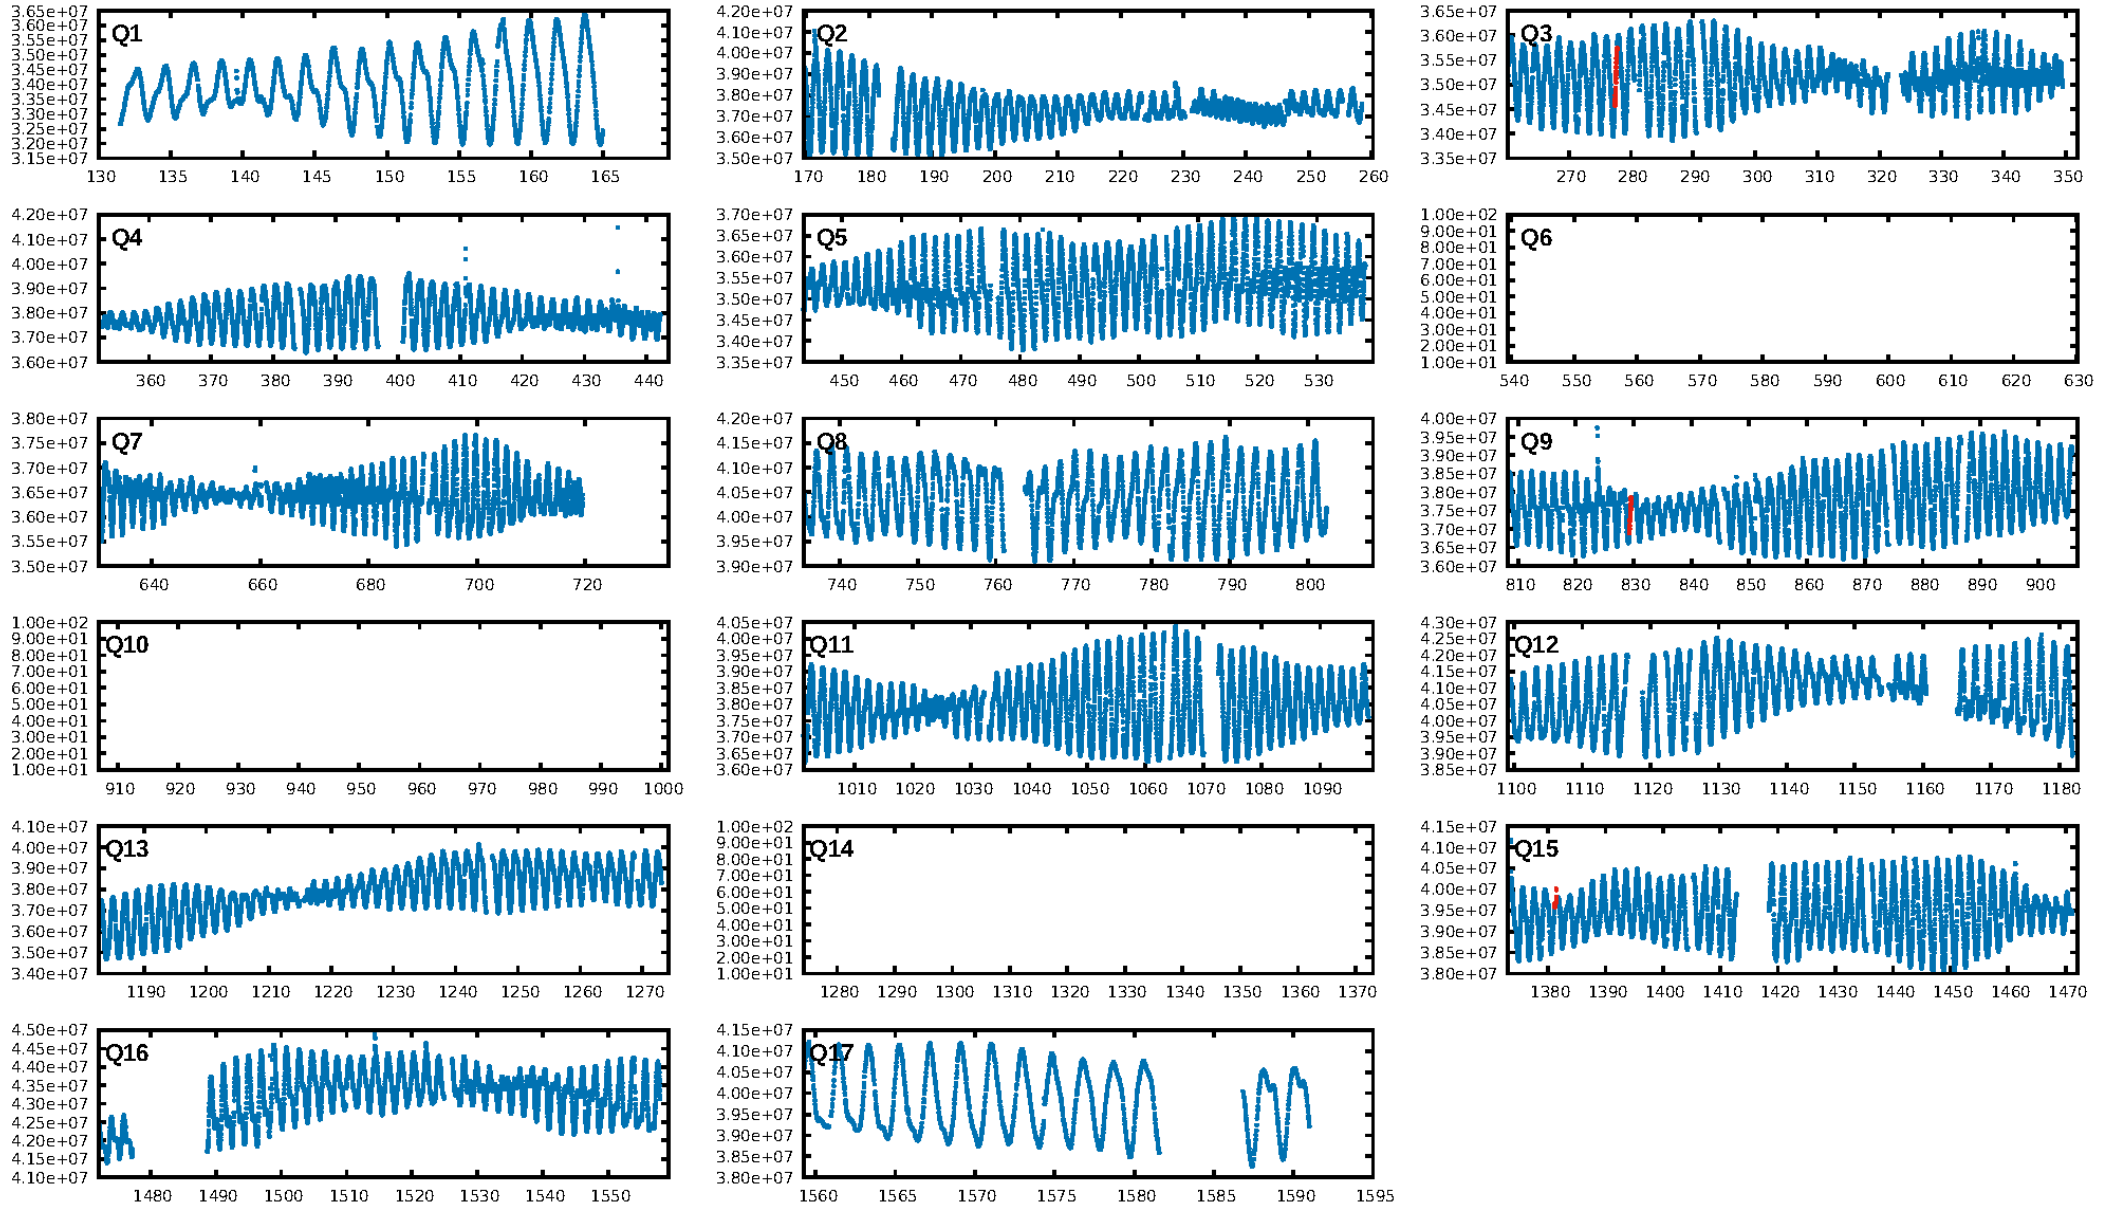 3.65e+07
3.60e+07
3.55e+07
3.50e+07
3.45e+07
3.40e+07
3.35e+07
3.30e+07
3.25e+07
3.20e+07
3.15e+07
Q1
130 135 140 145 150 155 160 165
4.20e+07
4.10e+07
4.00e+07
3.90e+07
3.80e+07
3.70e+07
3.60e+07
3.50e+07
Q2
170 180 190 200 210 220 230 240 250 260
3.65e+07
3.60e+07
3.55e+07
3.50e+07
3.45e+07
3.40e+07
3.35e+07
Q3
270 280 290 300 310 320 330 340 350
4.20e+07
4.10e+07
4.00e+07
3.90e+07
3.80e+07
3.70e+07
3.60e+07
Q4
360 370 380 390 400 410 420 430 440
3.70e+07
3.65e+07
3.60e+07
3.55e+07
3.50e+07
3.45e+07
3.40e+07
3.35e+07
Q5
450 460 470 480 490 500 510 520 530
1.00e+02
9.00e+01
8.00e+01
7.00e+01
6.00e+01
5.00e+01
4.00e+01
3.00e+01
2.00e+01
1.00e+01
Q6
540 550 560 570 580 590 600 610 620 630
3.80e+07
3.75e+07
3.70e+07
3.65e+07
3.60e+07
3.55e+07
3.50e+07
Q7
640 660 680 700 720
4.20e+07
4.15e+07
4.10e+07
4.05e+07
4.00e+07
3.95e+07
3.90e+07
Q8
740 750 760 770 780 790 800
4.00e+07
3.95e+07
3.90e+07
3.85e+07
3.80e+07
3.75e+07
3.70e+07
3.65e+07
3.60e+07
Q9
810 820 830 840 850 860 870 880 890 900
1.00e+02
9.00e+01
8.00e+01
7.00e+01
6.00e+01
5.00e+01
4.00e+01
3.00e+01
2.00e+01
1.00e+01
Q10
910 920 930 940 950 960 970 980 990 1000
4.05e+07
4.00e+07
3.95e+07
3.90e+07
3.85e+07
3.80e+07
3.75e+07
3.70e+07
3.65e+07
3.60e+07
Q11
1010 1020 1030 1040 1050 1060 1070 1080 1090
4.30e+07
4.25e+07
4.20e+07
4.15e+07
4.10e+07
4.05e+07
4.00e+07
3.95e+07
3.90e+07
3.85e+07
Q12
1100 1110 1120 1130 1140 1150 1160 1170 1180
4.10e+07
4.00e+07
3.90e+07
3.80e+07
3.70e+07
3.60e+07
3.50e+07
3.40e+07
Q13
1190 1200 1210 1220 1230 1240 1250 1260 1270
1.00e+02
9.00e+01
8.00e+01
7.00e+01
6.00e+01
5.00e+01
4.00e+01
3.00e+01
2.00e+01
1.00e+01
Q14
1280 1290 1300 1310 1320 1330 1340 1350 1360 1370
4.15e+07
4.10e+07
4.05e+07
4.00e+07
3.95e+07
3.90e+07
3.85e+07
3.80e+07
Q15
1380 1390 1400 1410 1420 1430 1440 1450 1460 1470
4.50e+07
4.45e+07
4.40e+07
4.35e+07
4.30e+07
4.25e+07
4.20e+07
4.15e+07
4.10e+07
Q16
1480 1490 1500 1510 1520 1530 1540 1550
4.15e+07
4.10e+07
4.05e+07
4.00e+07
3.95e+07
3.90e+07
3.85e+07
3.80e+07
Q17
1560 1565 1570 1575 1580 1585 1590 1595